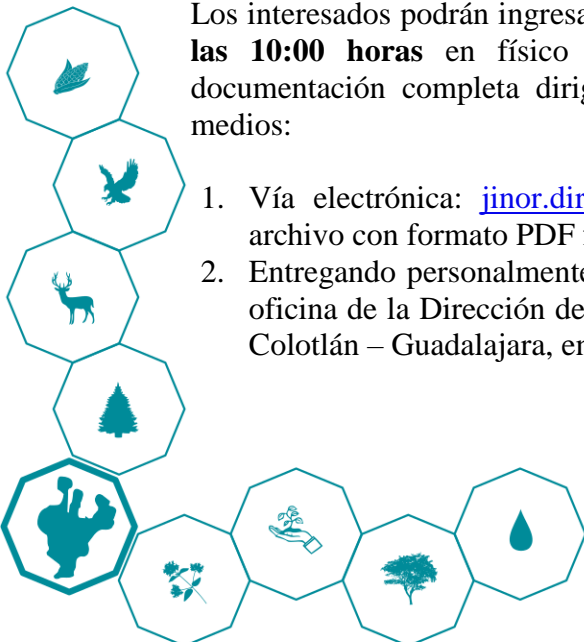 Los interesados podrán ingresa
las 10:00 horas en físico
documentación completa dirig
medios:
1. Vía electrónica: jinor.dir
archivo con formato PDF
2. Entregando personalmente
oficina de la Dirección de
Colotlán – Guadalajara, en